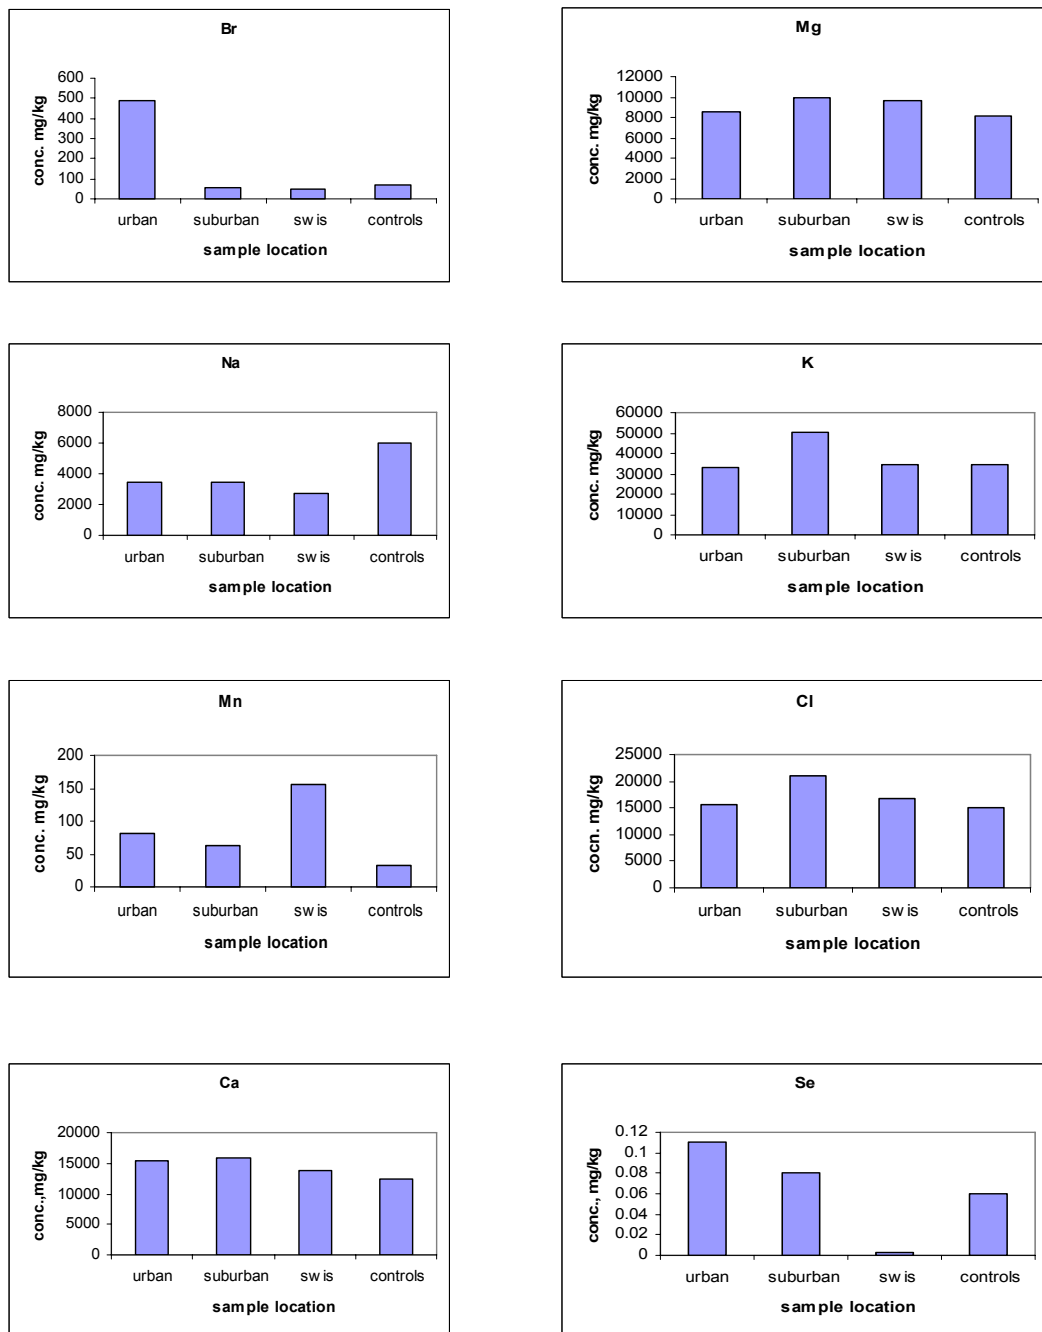 Br
conc. mg/kg
600
500
400
300
200
100
0
urban suburban sw is controls
sample location
Mg
conc. mg/kg
12000
10000
8000
6000
4000
2000
0
urban suburban sw is controls
sample location
Na
conc. mg/kg
8000
6000
4000
2000
0
urban suburban sw is controls
sample location
K
conc. mg/kg
60000
50000
40000
30000
20000
10000
0
urban suburban sw is controls
sample location
Mn
conc. mg/kg
200
150
100
50
0
urban suburban sw is controls
sample location
Cl
cocn. mg/kg
25000
20000
15000
10000
5000
0
urban suburban sw is controls
sample location
Ca
conc.,mg/kg
20000
15000
10000
5000
0
urban suburban sw is controls
sample location
Se
conc., mg/kg
0.12
0.1
0.08
0.06
0.04
0.02
0
urban suburban sw is controls
sample location